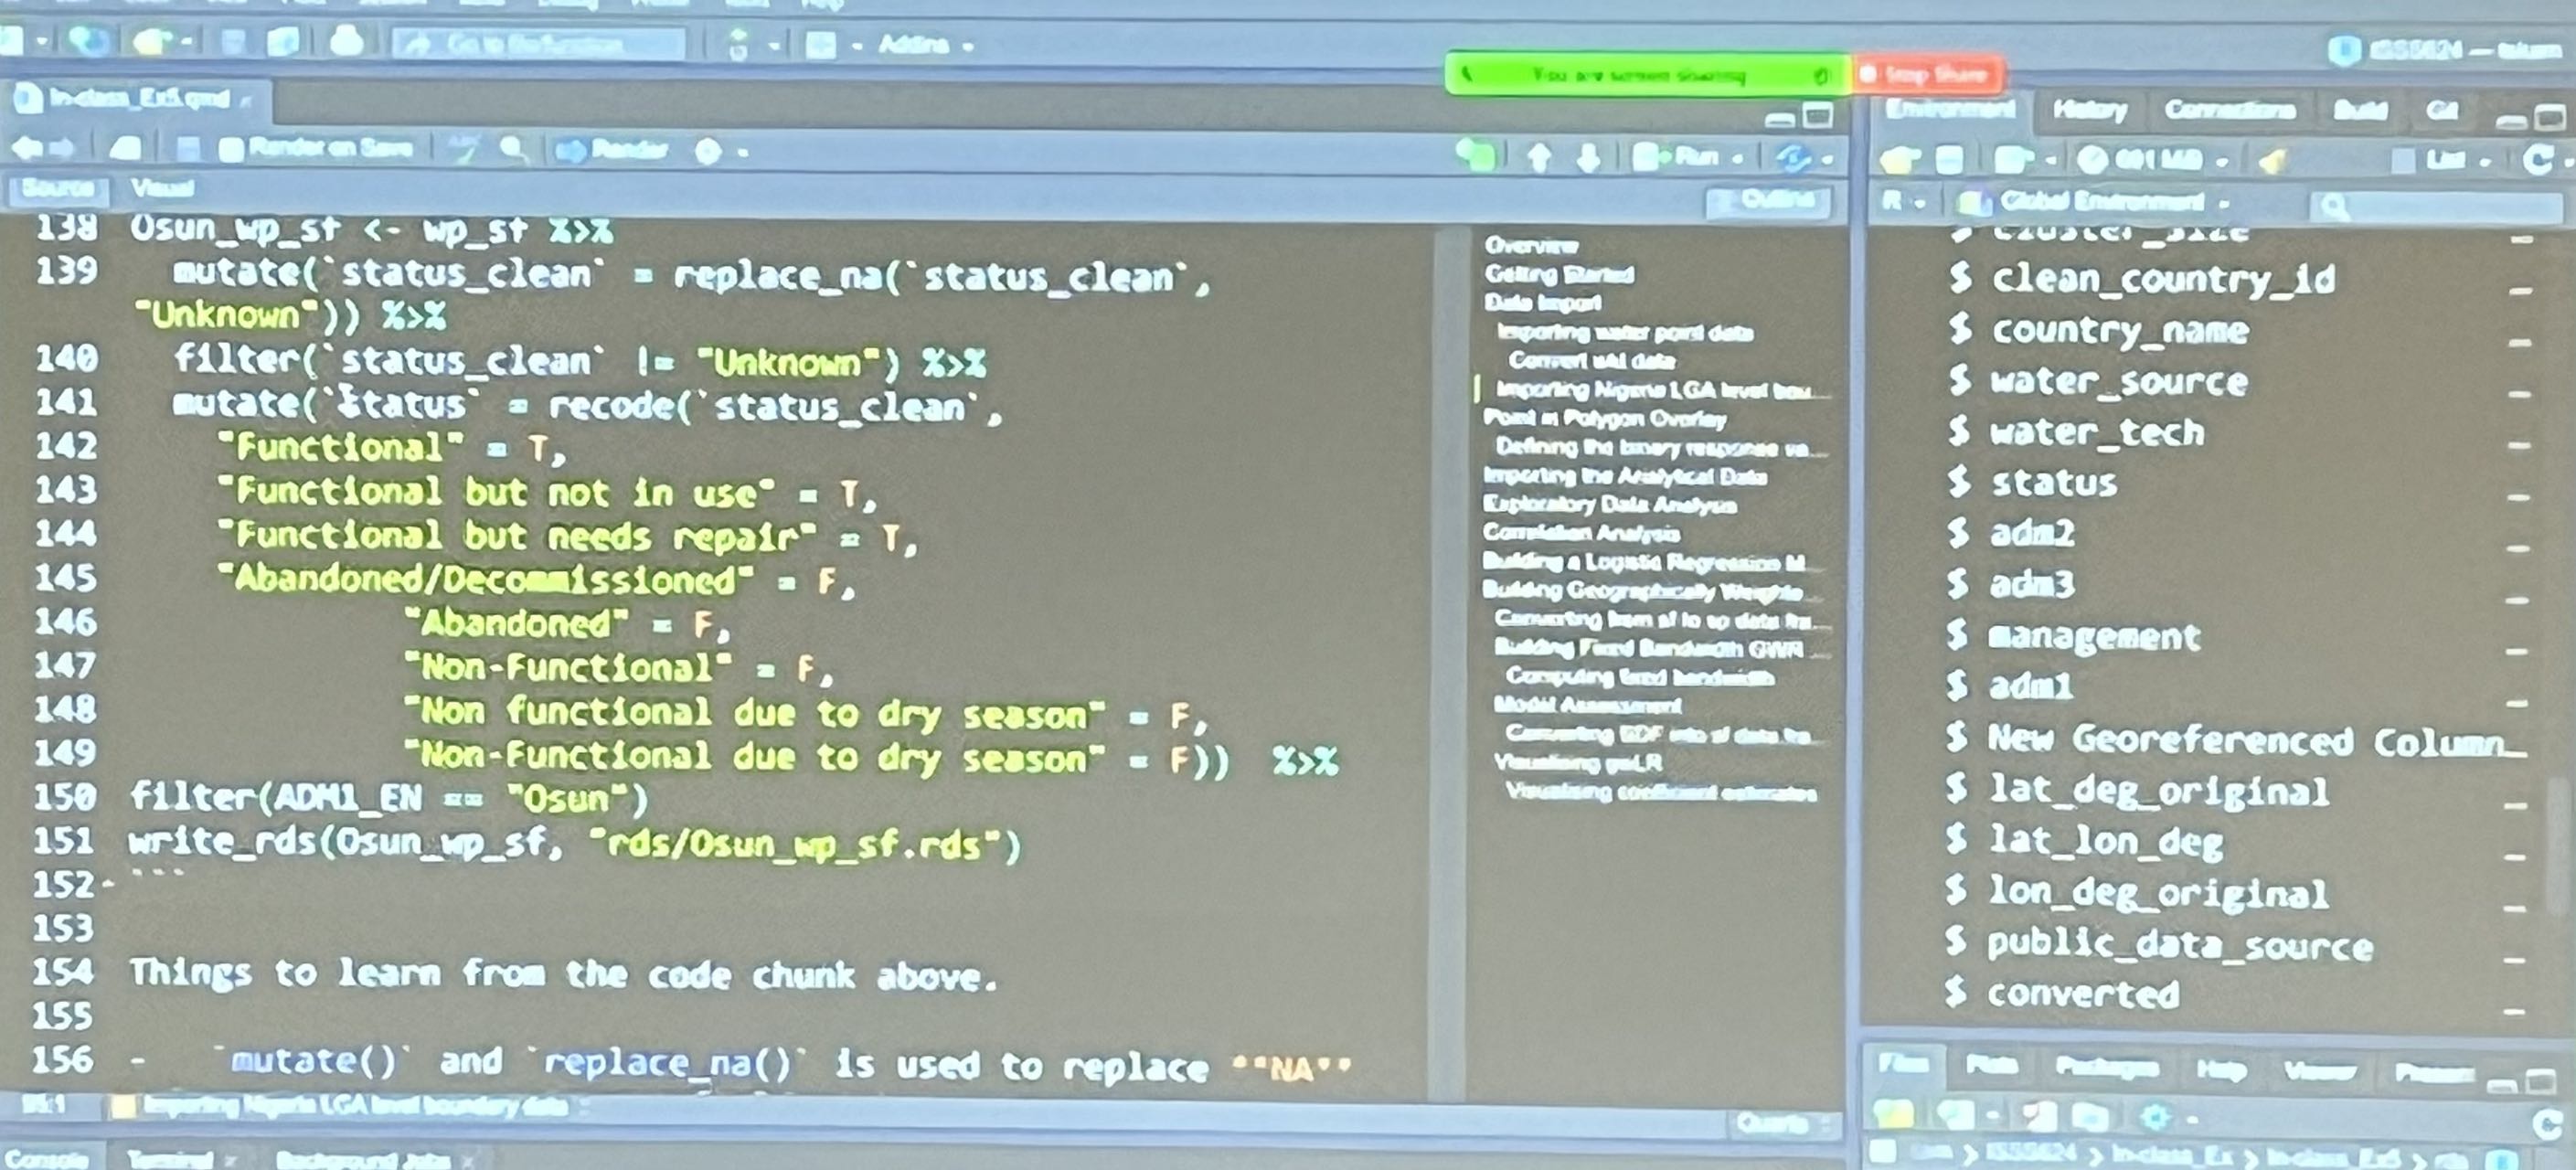 Go to file/function
Addins
ISSS624 —
You are screen sharing
Stop Share
In-class_Ex5.qmd
Environment
History
Connections
Build
Git
Render on Save
Render
Run
691 MB
List
Source
Visual
Outline
R
Global Environment
138 Osun_wp_sf <- wp_sf %>%
139 mutate(`status_clean` = replace_na(`status_clean`,
"Unknown")) %>%
140 filter(`status_clean` != "Unknown") %>%
141 mutate(`status` = recode(`status_clean`,
142 "Functional" = T,
143 "Functional but not in use" = T,
144 "Functional but needs repair" = T,
145 "Abandoned/Decommissioned" = F,
146 "Abandoned" = F,
147 "Non-Functional" = F,
148 "Non functional due to dry season" = F,
149 "Non-Functional due to dry season" = F)) %>%
150 filter(ADM1_EN == "Osun")
151 write_rds(Osun_wp_sf, "rds/Osun_wp_sf.rds")
152 ```
153
154 Things to learn from the code chunk above.
155
156 - `mutate()` and `replace_na()` is used to replace **NA**
Overview
Getting Started
Data Import
Importing water point data
Convert wkt data
Importing Nigeria LGA level bou...
Point in Polygon Overlay
Defining the binary response va...
Importing the Analytical Data
Exploratory Data Analysis
Correlation Analysis
Building a Logistic Regression M...
Building Geographically Weighte...
Converting from sf to sp data fra...
Building Fixed Bandwidth GWR ...
Computing fixed bandwidth
Model Assessment
Converting SDF into sf data fra...
Visualising gwLR
Visualising coefficient estimates
$ cluster_size
$ clean_country_id
$ country_name
$ water_source
$ water_tech
$ status
$ adm2
$ adm3
$ management
$ adm1
$ New Georeferenced Column
$ lat_deg_original
$ lat_lon_deg
$ lon_deg_original
$ public_data_source
$ converted
Importing Nigeria LGA level boundary data
Quarto
Console
Terminal
Background Jobs
Files
Plots
Packages
Help
Viewer
Present
ISSS624 > In-class_Ex > In-class_Ex5 >